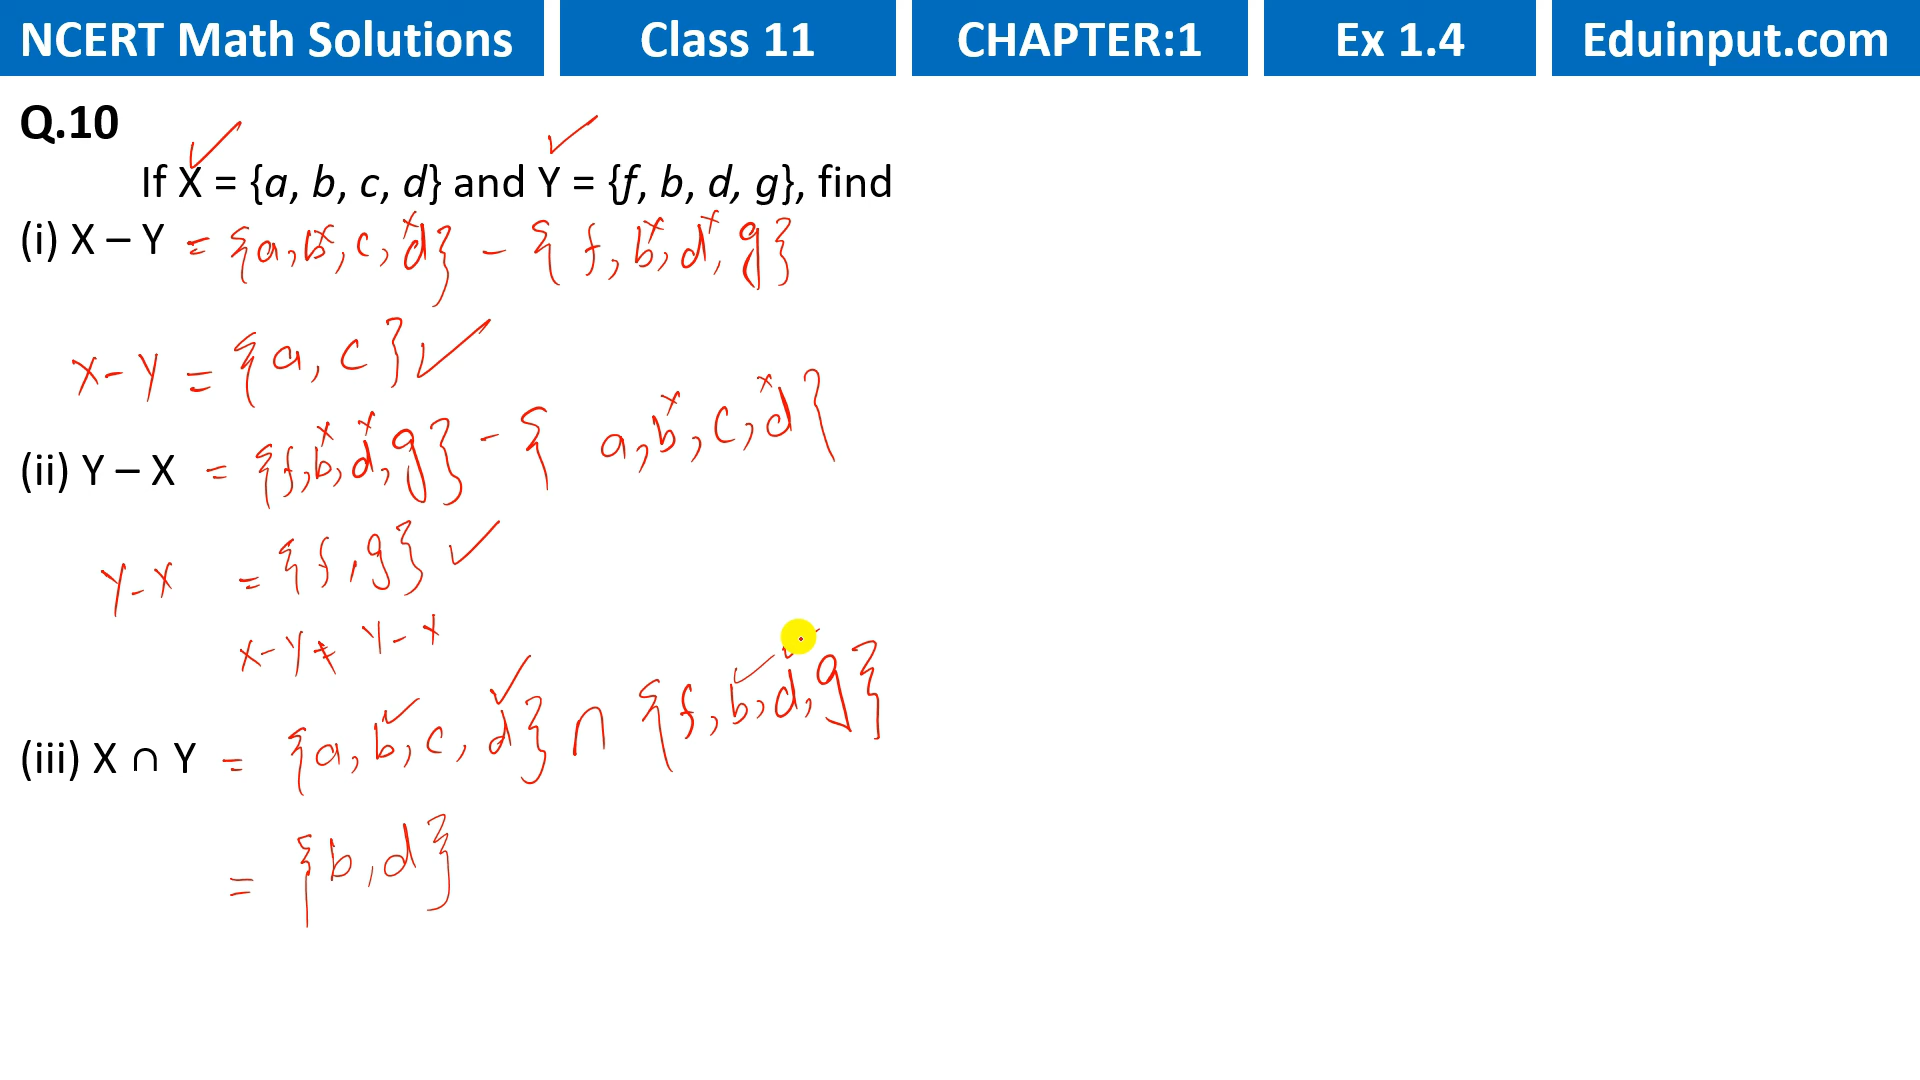 NCERT Math Solutions Class 11 CHAPTER:1 Ex 1.4 Eduinput.com
Q.10
If X = {a, b, c, d} and Y = {f, b, d, g}, find
(i) X – Y = {a, b, c, d} - { f, b, d, g}
X - Y = {a, c}
(ii) Y – X = {f, b, d, g} - { a, b, c, d}
Y - X = {f, g}
X - Y ≠ Y - X
(iii) X ∩ Y = {a, b, c, d} ∩ {f, b, d, g}
= {b, d}